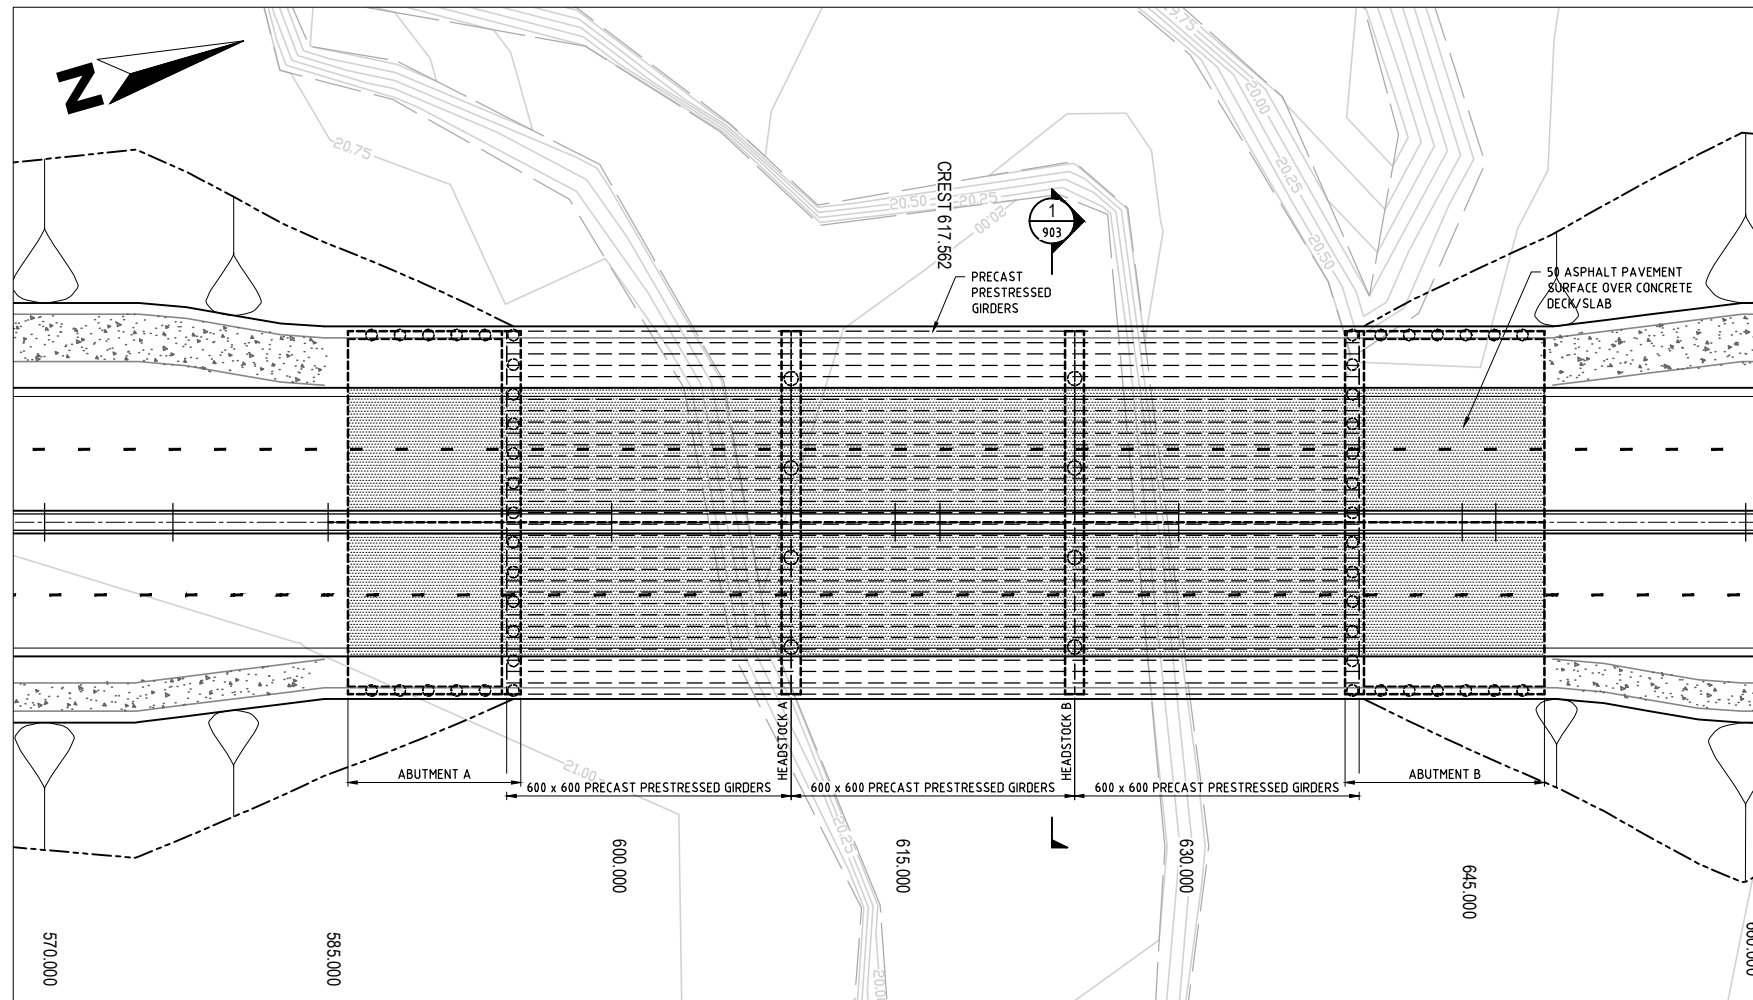 N
19.75
20.00
20.75
20.25
CREST 617.562
20.50
20.25
20.00
1
903
20.50
PRECAST
PRESTRESSED
GIRDERS
50 ASPHALT PAVEMENT
SURFACE OVER CONCRETE
DECK/SLAB
HEADSTOCK A
HEADSTOCK B
21.00
ABUTMENT A
ABUTMENT B
600 x 600 PRECAST PRESTRESSED GIRDERS
600 x 600 PRECAST PRESTRESSED GIRDERS
600 x 600 PRECAST PRESTRESSED GIRDERS
20.25
600.000
615.000
630.000
645.000
570.000
585.000